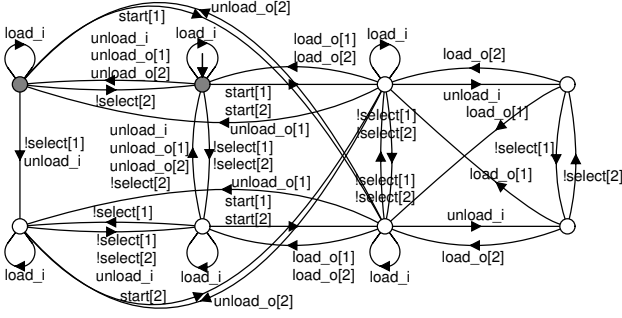 start[1]
unload_o[2]
load_i
unload_i
unload_o[1]
unload_o[2]
load_i
load_o[1]
load_o[2]
load_i
load_o[2]
!select[2]
start[1]
start[2]
unload_i
unload_o[1]
load_o[1]
!select[1]
!select[2]
!select[1]
unload_i
unload_i
unload_o[1]
unload_o[2]
!select[2]
!select[1]
!select[2]
!select[1]
!select[2]
load_o[1]
!select[1]
!select[2]
unload_o[1]
!select[1]
start[1]
start[2]
unload_i
!select[1]
!select[2]
unload_i
load_i
load_i
load_o[1]
load_o[2]
load_i
load_o[2]
start[2]
unload_o[2]